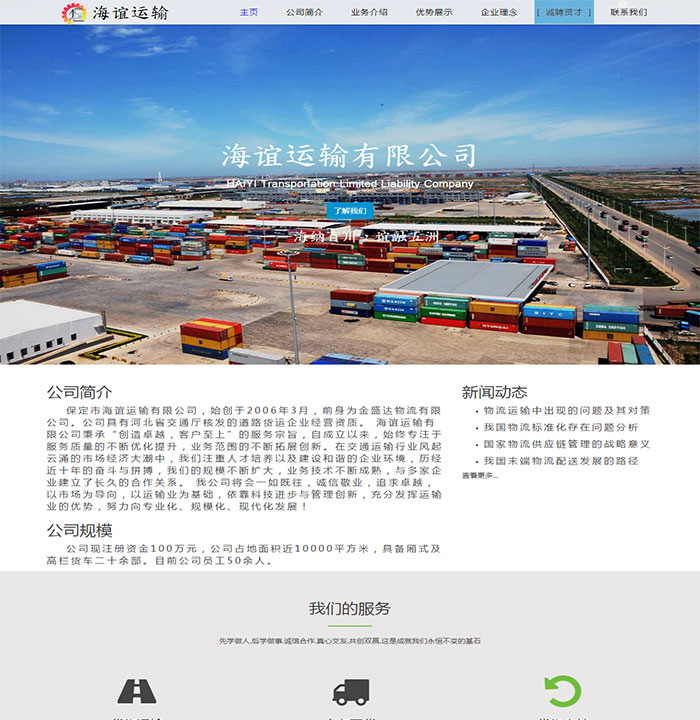 海谊运输
主页 公司简介 业务介绍 优势展示 企业理念 [ 诚聘贤才 ] 联系我们
海谊运输有限公司
HAIYI Transportation Limited Liability Company
了解我们
海纳百川 谊融五洲
公司简介
保定市海谊运输有限公司，始创于2006年3月，前身为金盛达物流有限
公司。公司具有河北省交通厅核发的道路货运企业经营资质。 海谊运输有
限公司秉承“创造卓越，客户至上”的服务宗旨，自成立以来，始终专注于
服务质量的不断优化提升，业务范围的不断拓展创新。在交通运输行业风起
云涌的市场经济大潮中，我们注重人才培养以及建设和谐的企业环境，历经
近十年的奋斗与拼搏，我们的规模不断扩大，业务技术不断成熟，与多家企
业建立了长久的合作关系。 我公司将会一如既往，诚信敬业，追求卓越，
以市场为导向，以运输业为基础，依靠科技进步与管理创新，充分发挥运输
业的优势，努力向专业化、规模化、现代化发展！
公司规模
公司现注册资金100万元，公司占地面积近10000平方米，具备厢式及
高栏货车二十余部。目前公司员工50余人。
新闻动态
物流运输中出现的问题及其对策
我国物流标准化存在问题分析
国家物流供应链管理的战略意义
我国末端物流配送发展的路径
查看更多...
我们的服务
先学做人,后学做事,诚信合作,真心交友,共创双赢,这是成就我们永恒不变的基石
HYUNDAI
SITC